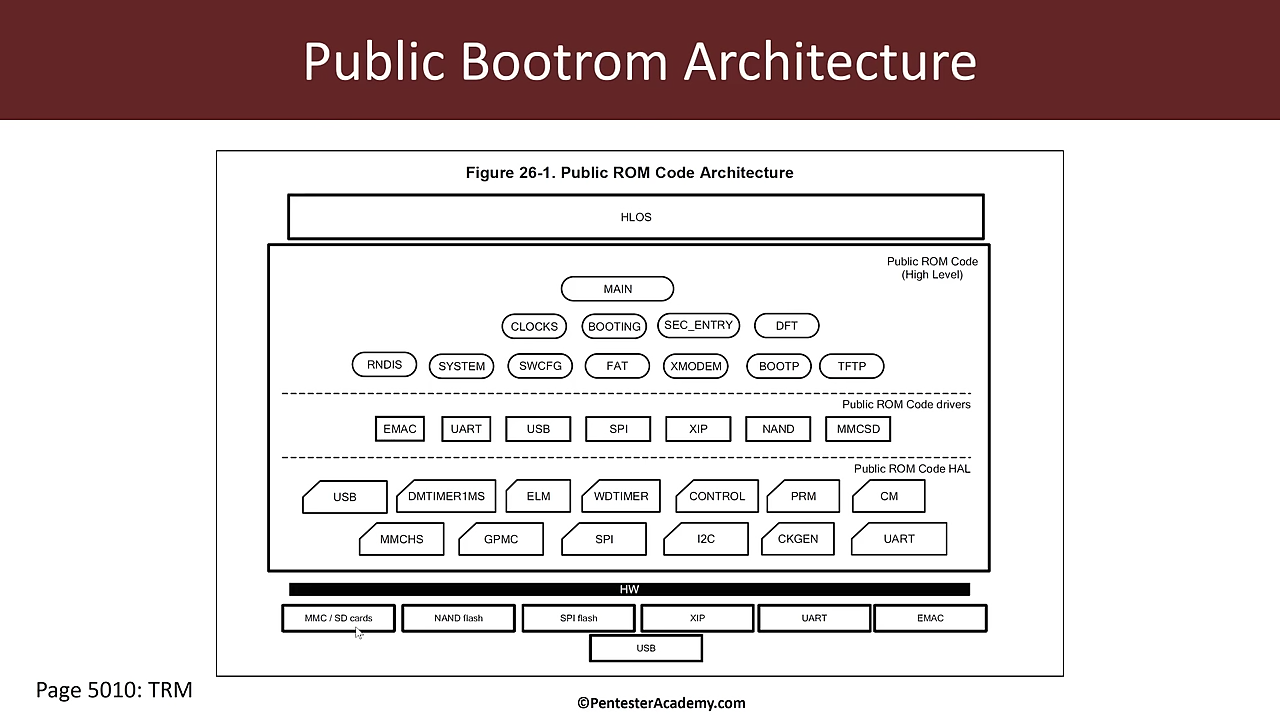 Public Bootrom Architecture
Figure 26-1. Public ROM Code Architecture
HLOS
Public ROM Code
(High Level)
MAIN
CLOCKS BOOTING SEC_ENTRY DFT
RNDIS SYSTEM SWCFG FAT XMODEM BOOTP TFTP
Public ROM Code drivers
EMAC UART USB SPI XIP NAND MMCSD
Public ROM Code HAL
USB DMTIMER1MS ELM WDTIMER CONTROL PRM CM
MMCHS GPMC SPI I2C CKGEN UART
HW
MMC / SD cards NAND flash SPI flash XIP UART EMAC
USB
Page 5010: TRM
©PentesterAcademy.com